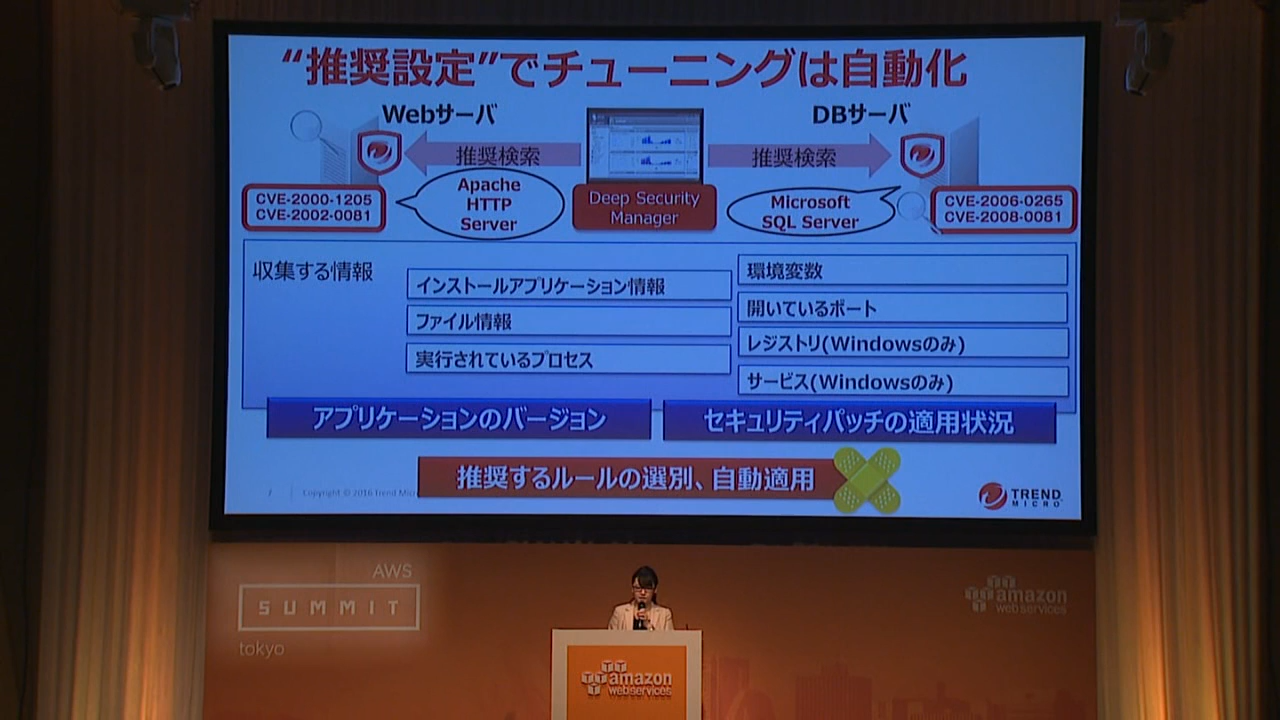 “推奨設定”でチューニングは自動化
Webサーバ
DBサーバ
推奨検索
推奨検索
CVE-2000-1205
CVE-2002-0081
Apache
HTTP
Server
Deep Security
Manager
Microsoft
SQL Server
CVE-2006-0265
CVE-2008-0081
収集する情報
インストールアプリケーション情報
ファイル情報
実行されているプロセス
環境変数
開いているポート
レジストリ(Windowsのみ)
サービス(Windowsのみ)
アプリケーションのバージョン
セキュリティパッチの適用状況
推奨するルールの選別、自動適用
7
Copyright © 2016 Trend Micr
TREND
MICRO
AWS
SUMMIT
tokyo
amazon
webservices
amazon
webservices